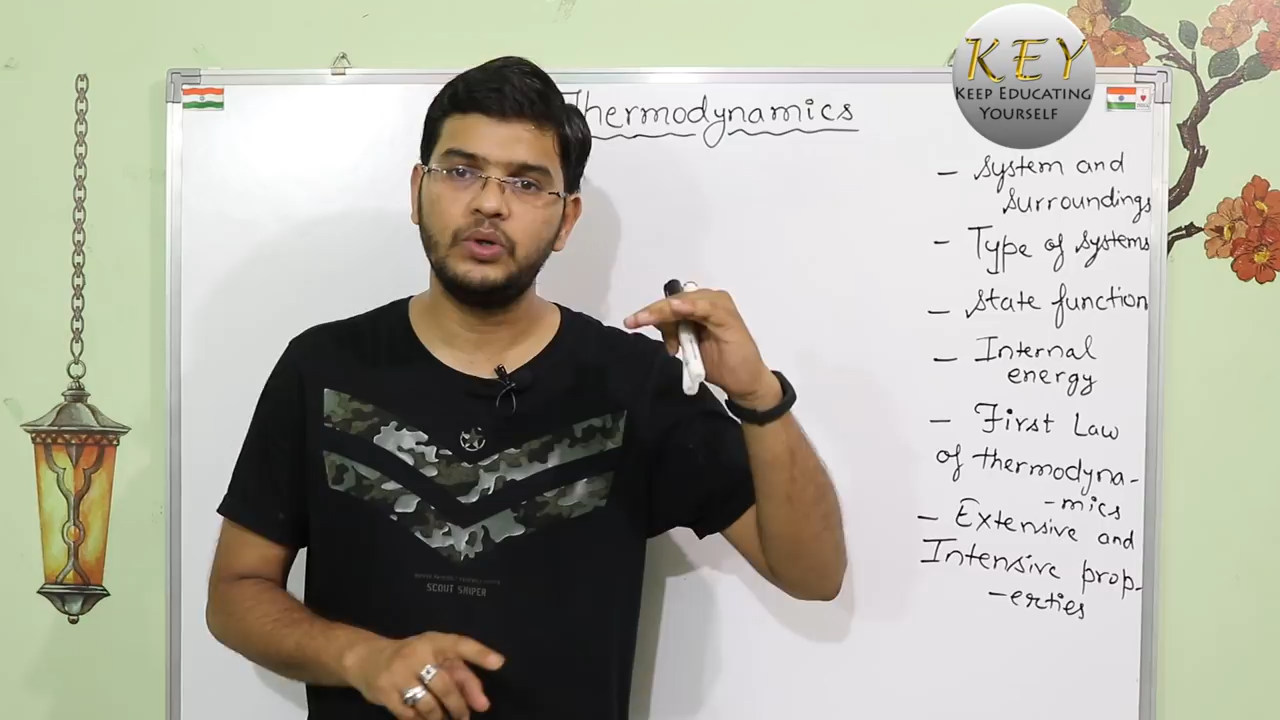 Thermodynamics
KEY
KEEP EDUCATING
YOURSELF
- System and
Surroundings
- Type of Systems
- State function
- Internal
energy
- First Law
of thermodyna-
-mics
- Extensive and
Intensive prop-
-erties
SCOUT SNIPER